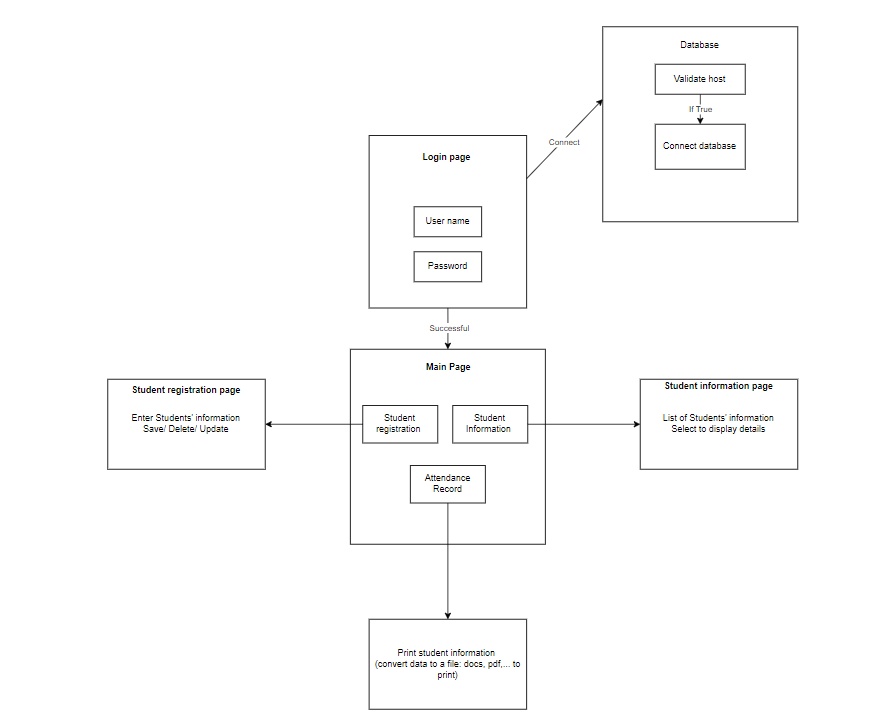 Database
Validate host
If True
Connect database
Connect
Login page
User name
Password
Successful
Main Page
Student
registration
Student
Information
Attendance
Record
Student registration page
Enter Students' information
Save/ Delete/ Update
Student information page
List of Students' information
Select to display details
Print student information
(convert data to a file: docs, pdf,... to
print)